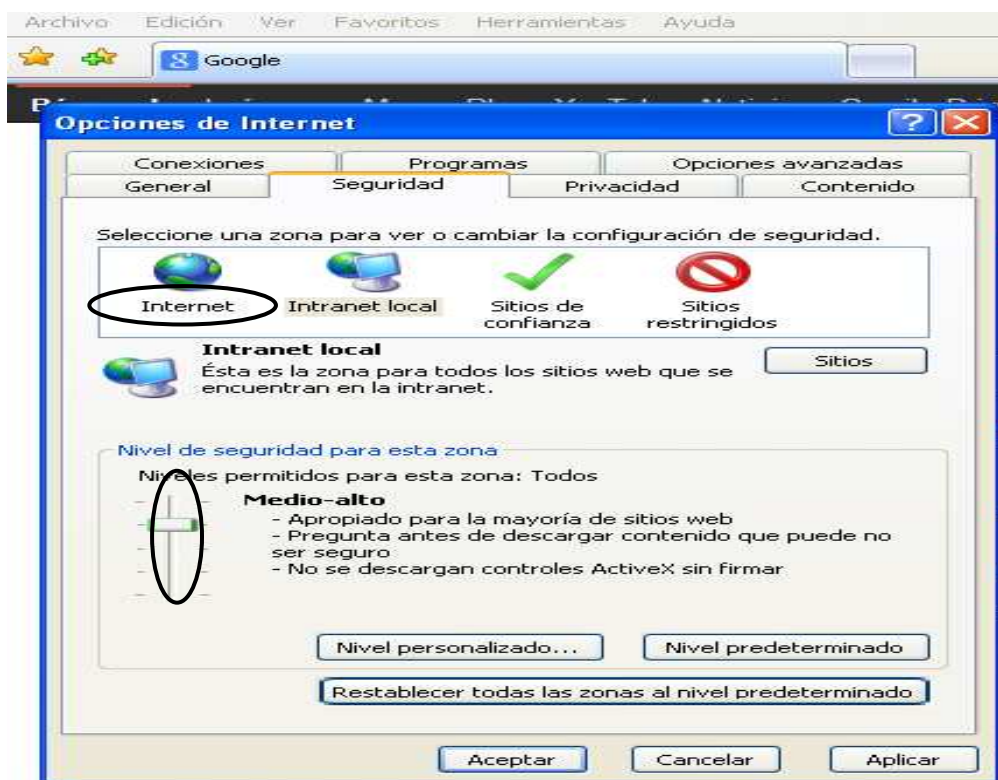 Archivo Edición Ver Favoritos Herramientas Ayuda
Google
Opciones de Internet
Conexiones Programas Opciones avanzadas
General Seguridad Privacidad Contenido
Seleccione una zona para ver o cambiar la configuración de seguridad.
Internet Intranet local Sitios de confianza Sitios restringidos
Intranet local
Ésta es la zona para todos los sitios web que se
encuentran en la intranet.
Sitios
Nivel de seguridad para esta zona
Niveles permitidos para esta zona: Todos
Medio-alto
- Apropiado para la mayoría de sitios web
- Pregunta antes de descargar contenido que puede no
ser seguro
- No se descargan controles ActiveX sin firmar
Nivel personalizado... Nivel predeterminado
Restablecer todas las zonas al nivel predeterminado
Aceptar Cancelar Aplicar